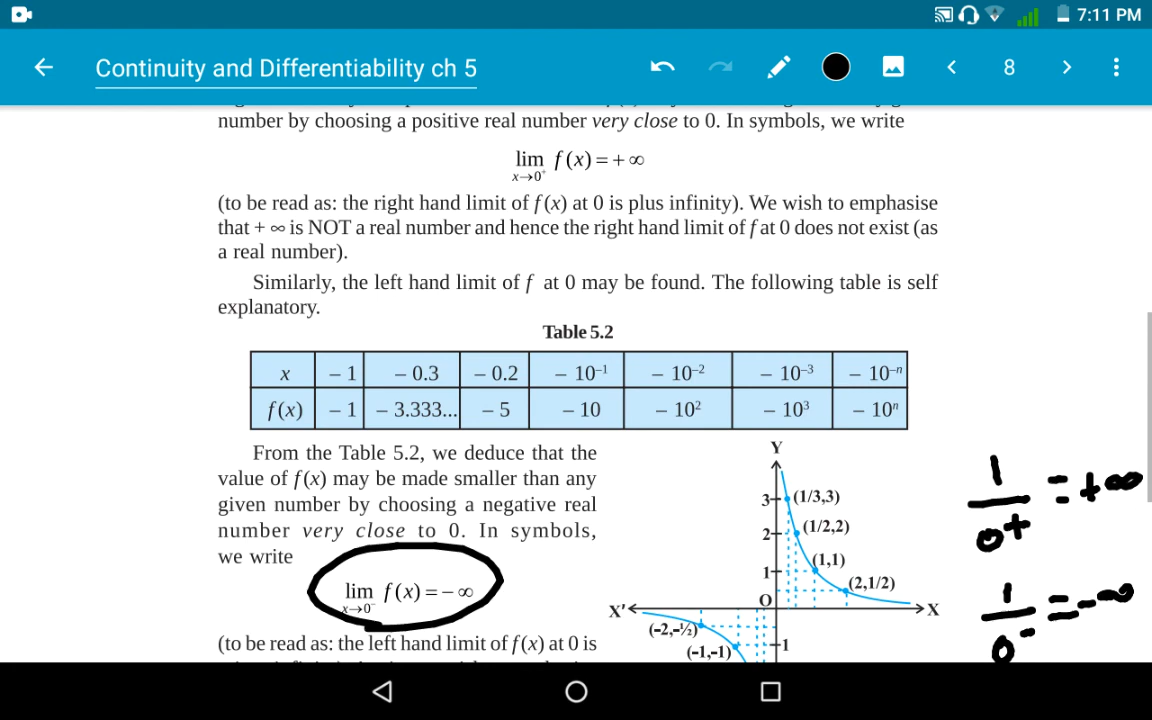 7:11 PM
Continuity and Differentiability ch 5
8
number by choosing a positive real number very close to 0. In symbols, we write
lim f(x) = + ∞
x→0⁺
(to be read as: the right hand limit of f(x) at 0 is plus infinity). We wish to emphasise
that + ∞ is NOT a real number and hence the right hand limit of f at 0 does not exist (as
a real number).
Similarly, the left hand limit of f at 0 may be found. The following table is self
explanatory.
Table 5.2
x – 1 – 0.3 – 0.2 – 10⁻¹ – 10⁻² – 10⁻³ – 10⁻ⁿ
f(x) – 1 – 3.333... – 5 – 10 – 10² – 10³ – 10ⁿ
From the Table 5.2, we deduce that the
value of f(x) may be made smaller than any
given number by choosing a negative real
number very close to 0. In symbols,
we write
lim f(x) = – ∞
x→0⁻
(to be read as: the left hand limit of f(x) at 0 is
Y
3 (1/3,3)
2 (1/2,2)
1 (1,1)
(2,1/2)
X' O X
(-2,-½)
(-1,-1) 1
1/0⁺ = +∞
1/0⁻ = -∞